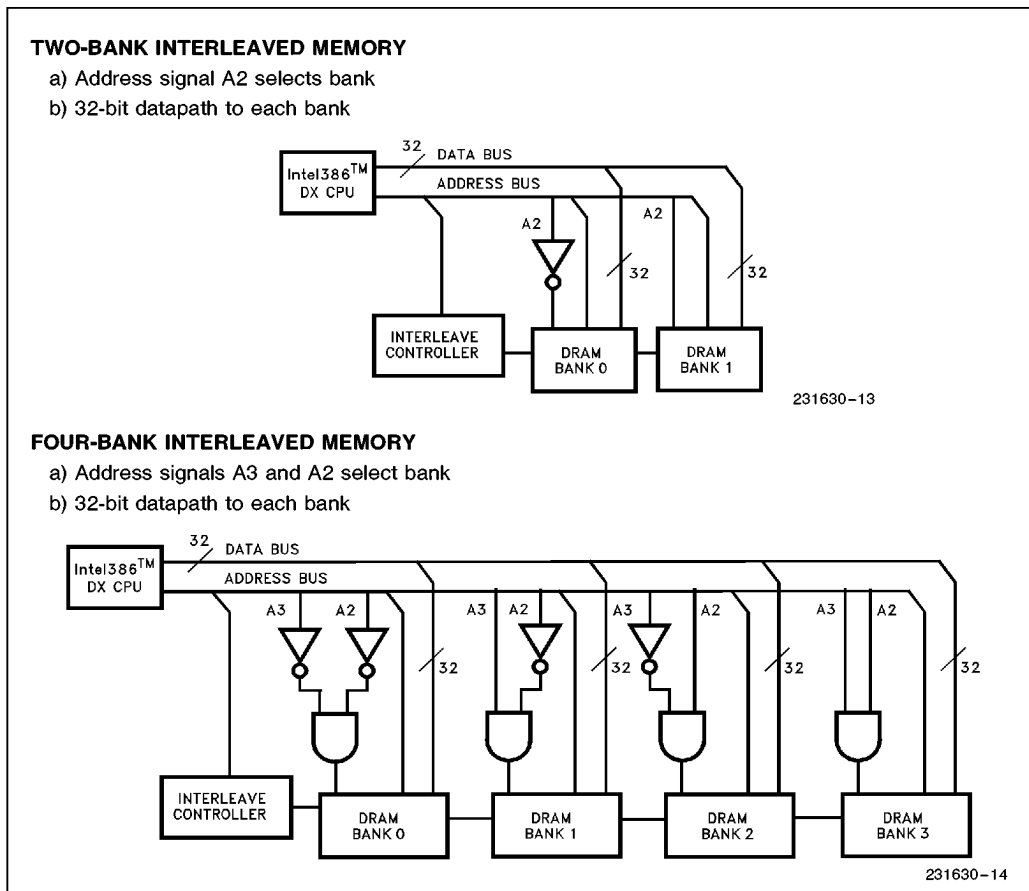 TWO-BANK INTERLEAVED MEMORY
a) Address signal A2 selects bank
b) 32-bit datapath to each bank
32
DATA BUS
Intel386™
DX CPU
ADDRESS BUS
A2
A2
32
32
INTERLEAVE
CONTROLLER
DRAM
BANK 0
DRAM
BANK 1
231630-13
FOUR-BANK INTERLEAVED MEMORY
a) Address signals A3 and A2 select bank
b) 32-bit datapath to each bank
32
DATA BUS
Intel386™
DX CPU
ADDRESS BUS
A3
A2
A3
A2
A3
A2
A3
A2
32
32
32
32
INTERLEAVE
CONTROLLER
DRAM
BANK 0
DRAM
BANK 1
DRAM
BANK 2
DRAM
BANK 3
231630-14